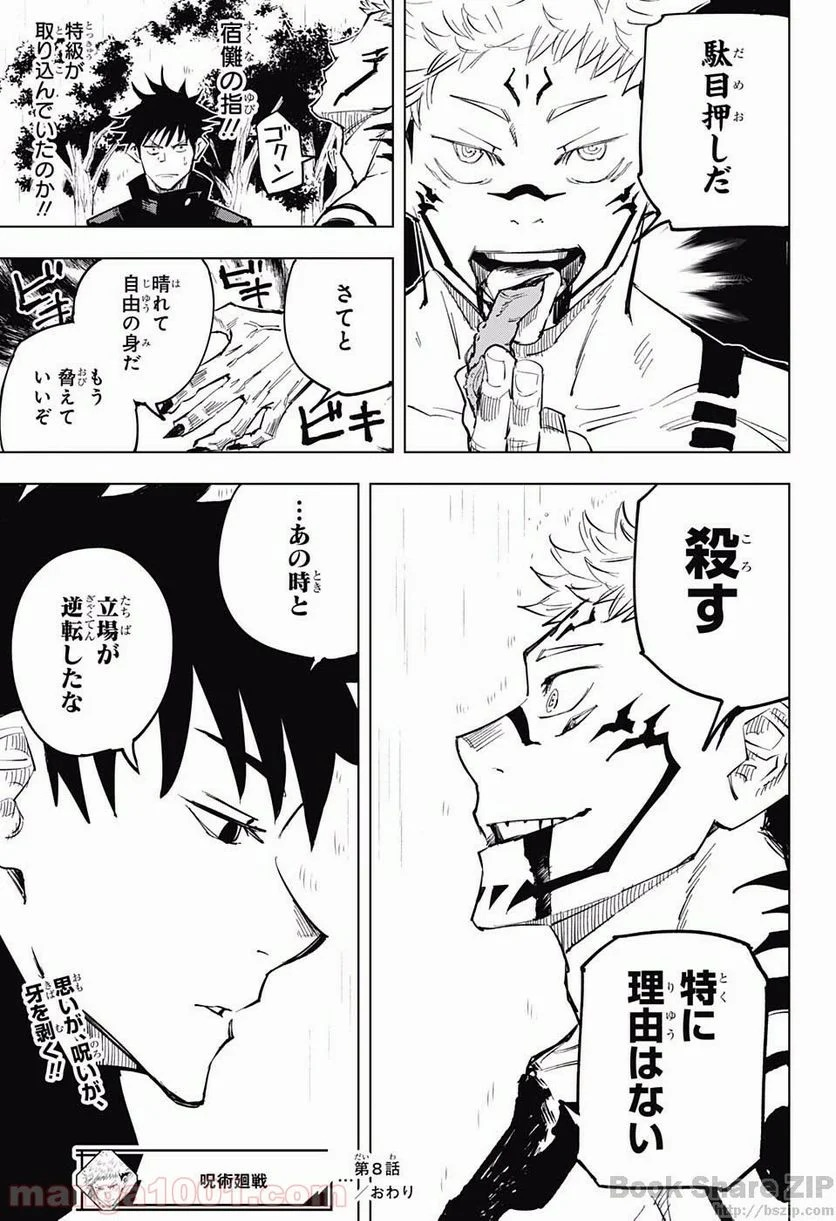 駄目押しだ
ゴクン
宿儺の指!!
特級が
取り込んでいたのか!!
さてと
晴れて
自由の身だ
もう
脅えて
いいぞ
ビキ
ビキ
ビキ
殺す
特に
理由はない
…あの時と
立場が
逆転したな
思いが、呪いが、
牙を剥く!!
呪術廻戦
第8話
…／おわり
manga1001.com
Book Share ZIP
http://bszip.com